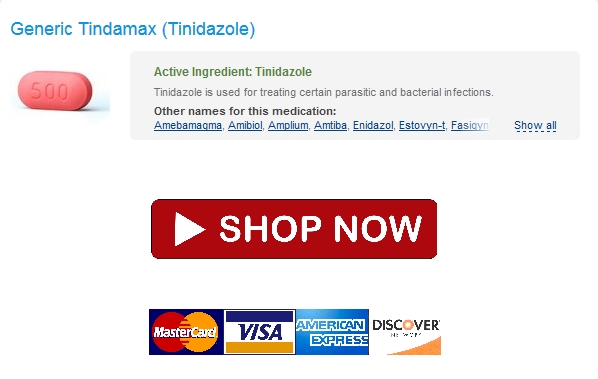 Generic Tindamax (Tinidazole)
500
Active Ingredient: Tinidazole
Tinidazole is used for treating certain parasitic and bacterial infections.
Other names for this medication:
Amebamagma, Amibiol, Amplium, Amtiba, Enidazol, Estovyn-t, Fasigyn Show all
SHOP NOW
MasterCard VISA AMERICAN EXPRESS DISCOVER NETWORK